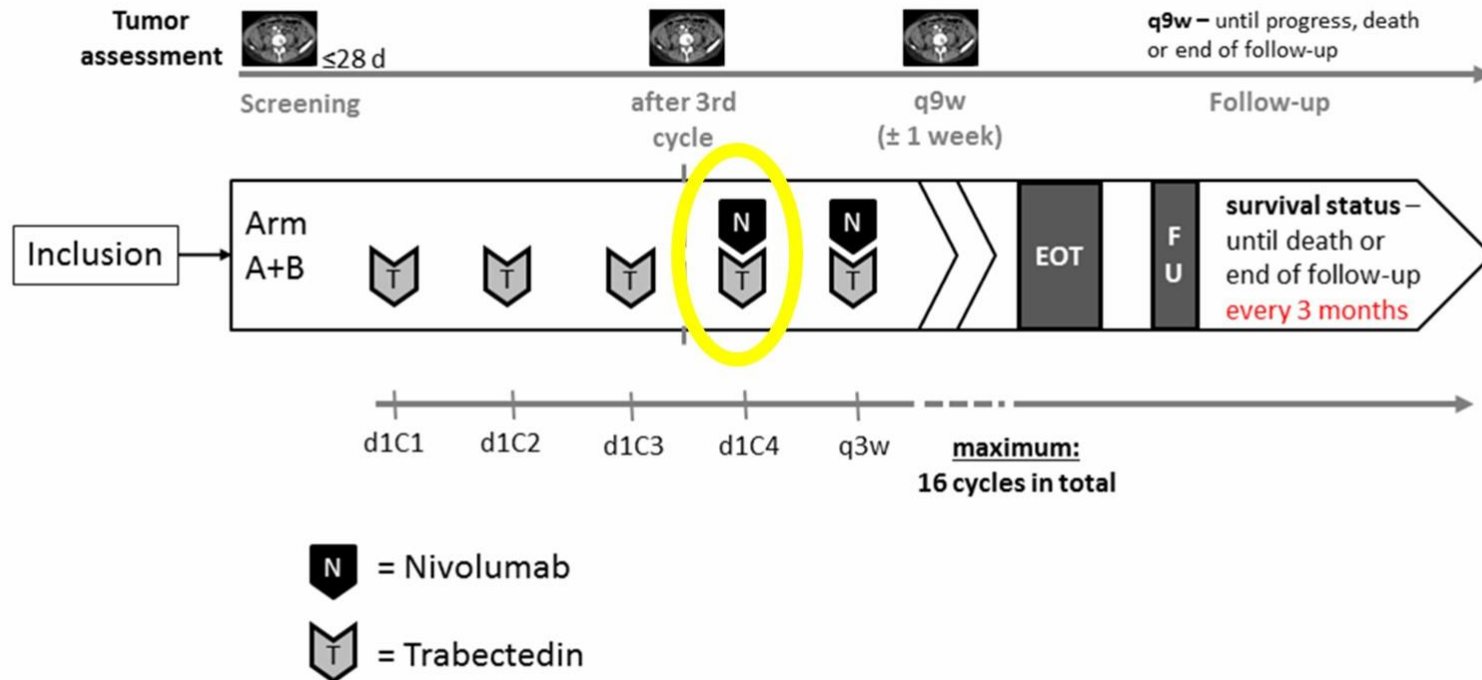 Tumor
assessment
≤28 d
q9w – until progress, death
or end of follow-up
Screening
after 3rd
cycle
q9w
(± 1 week)
Follow-up
Inclusion
Arm
A+B
T
T
T
N
T
N
T
EOT
F
U
survival status –
until death or
end of follow-up
every 3 months
d1C1
d1C2
d1C3
d1C4
q3w
maximum:
16 cycles in total
N = Nivolumab
T = Trabectedin